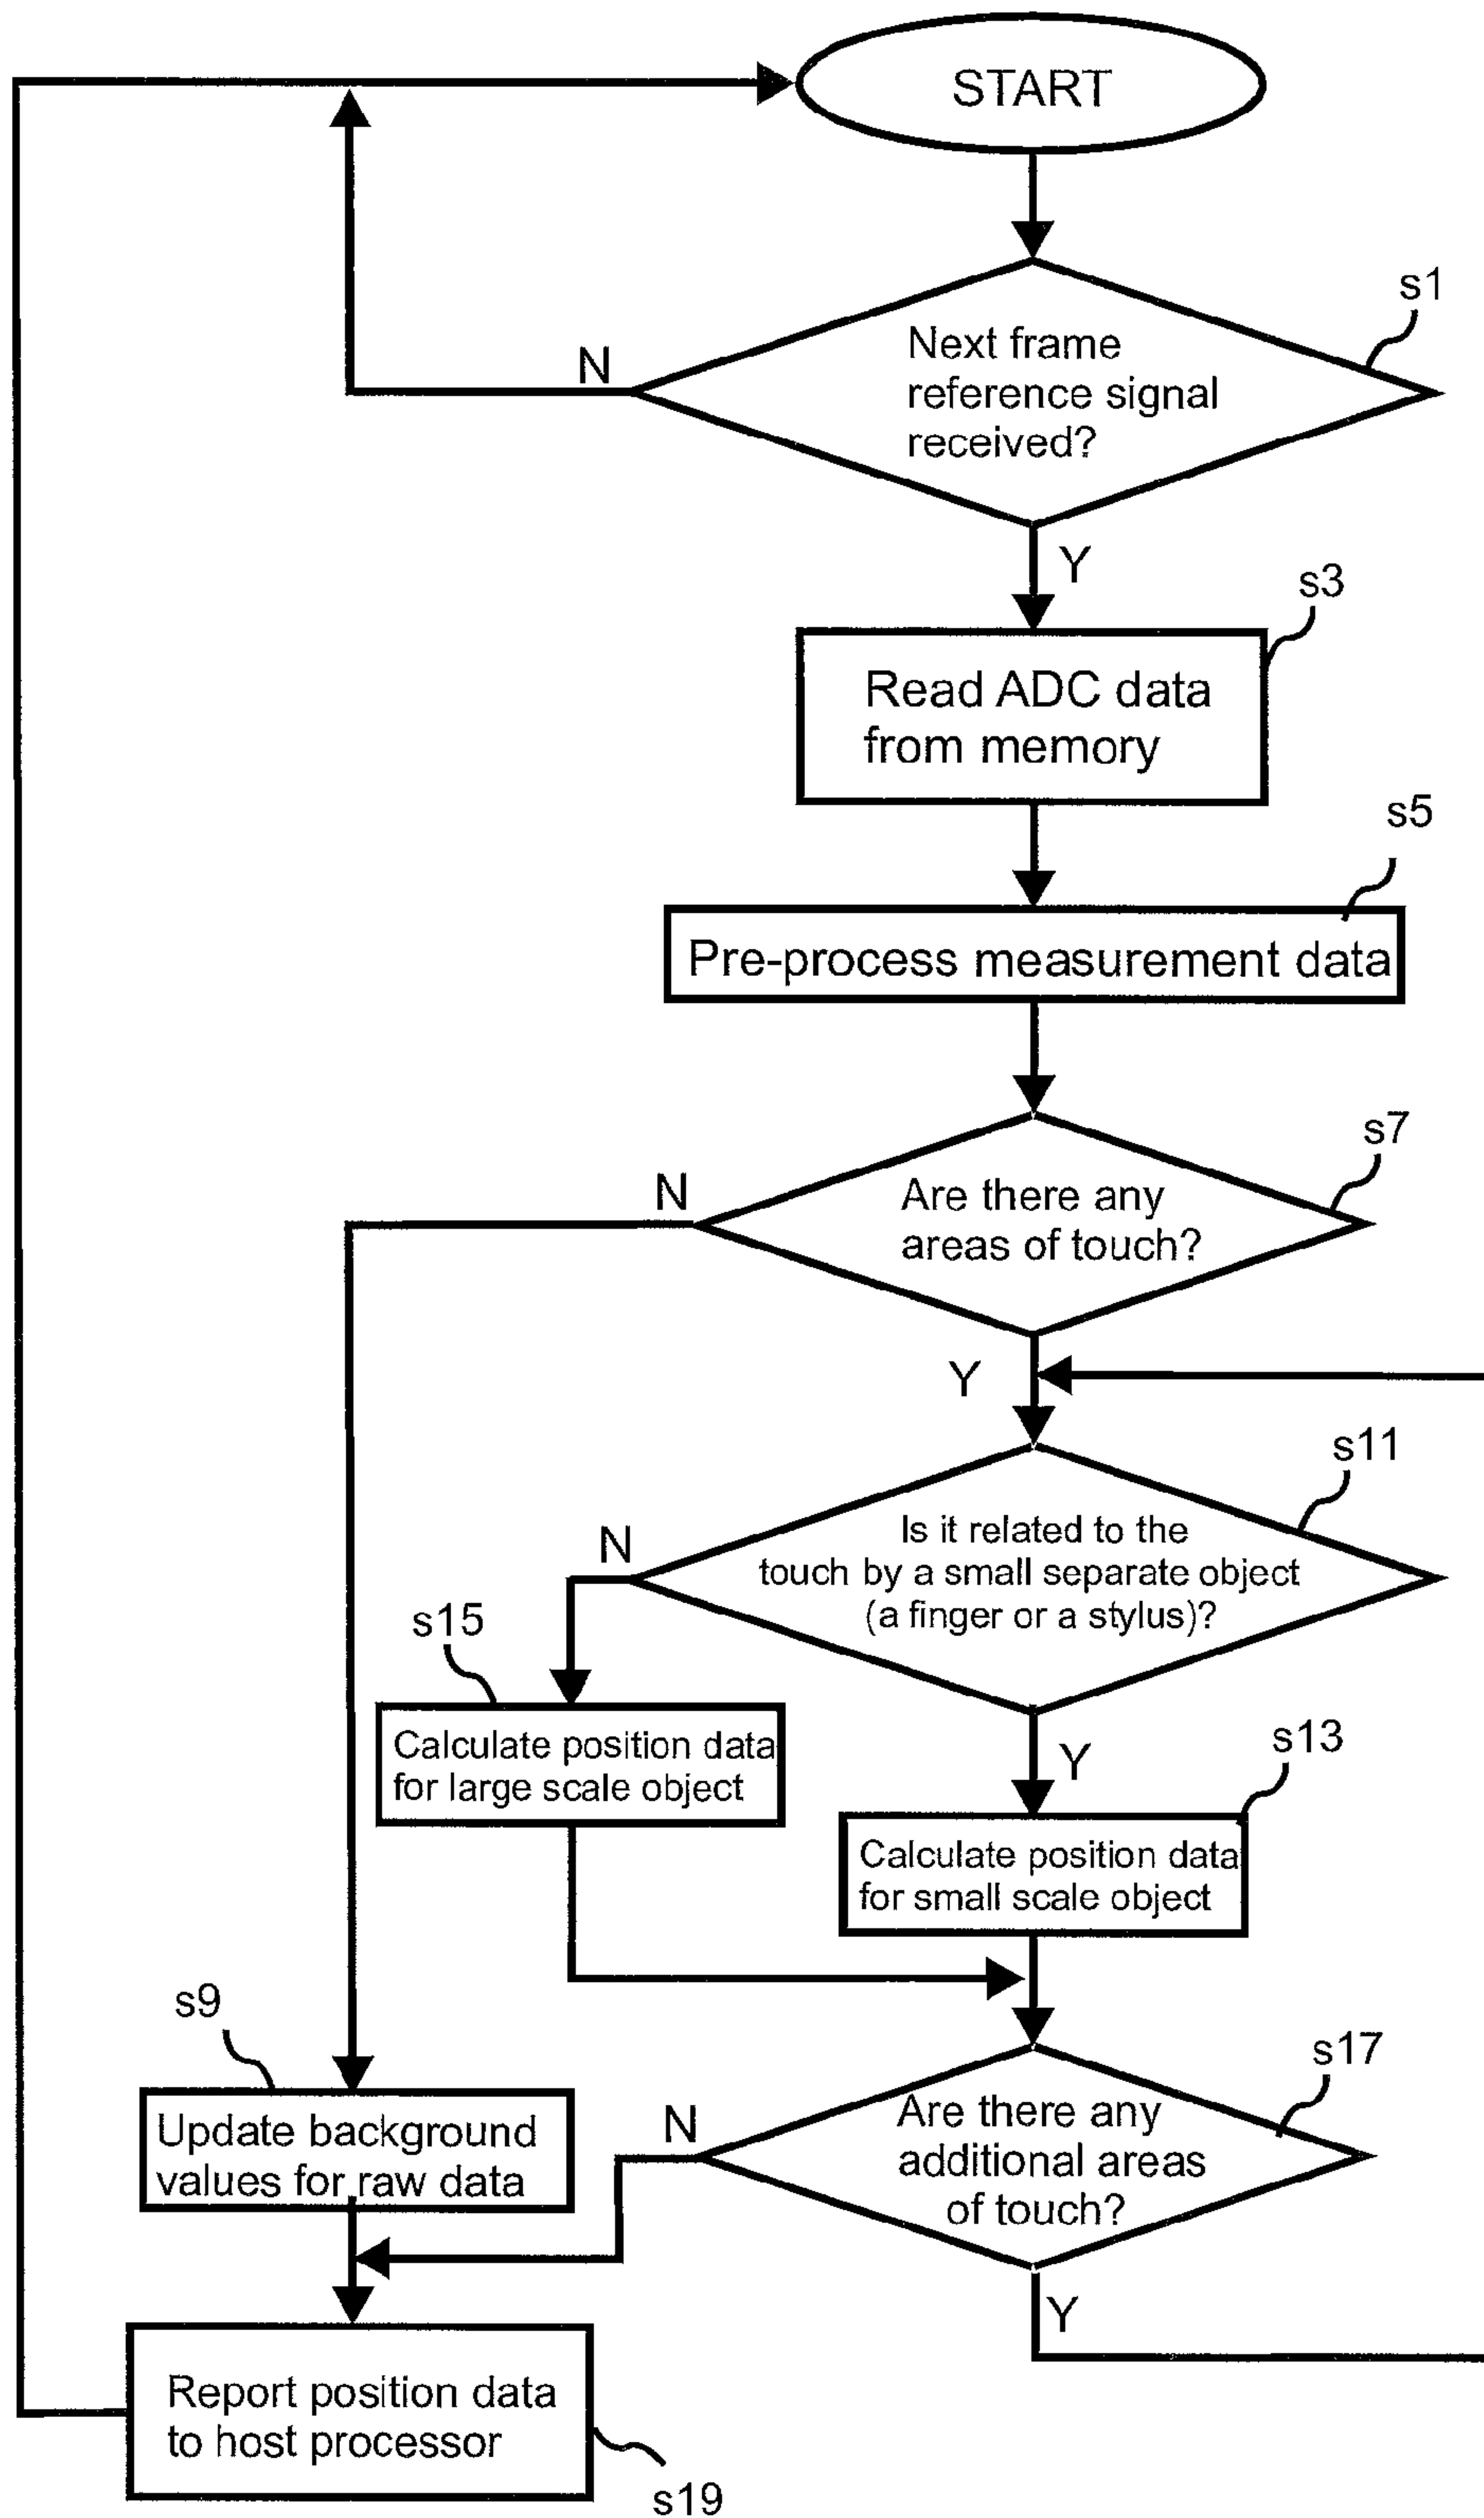 START
s1
Next frame
reference signal
received?
N
Y
s3
Read ADC data
from memory
s5
Pre-process measurement data
s7
Are there any
areas of touch?
N
Y
s11
Is it related to the
touch by a small separate object
(a finger or a stylus)?
N
s15
Calculate position data
for large scale object
Y
s13
Calculate position data
for small scale object
s9
Update background
values for raw data
s17
Are there any
additional areas
of touch?
N
Y
Report position data
to host processor
s19